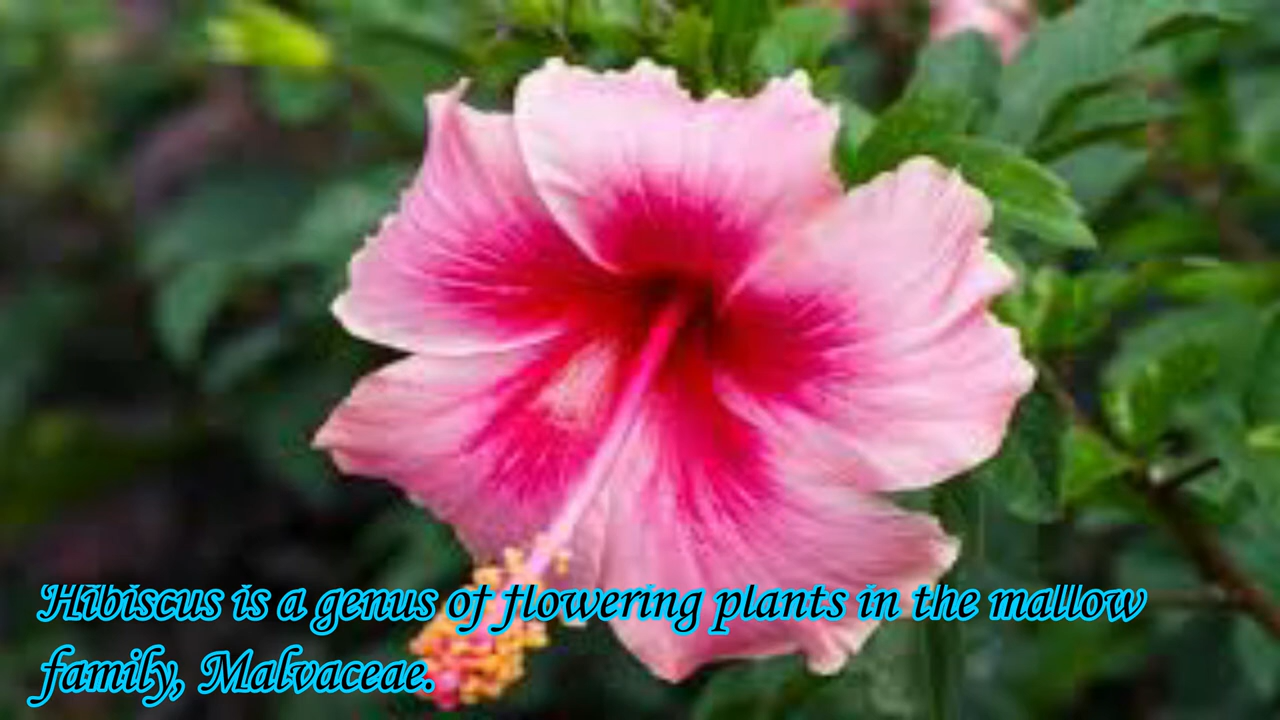 Hibiscus is a genus of flowering plants in the mallow
family, Malvaceae.